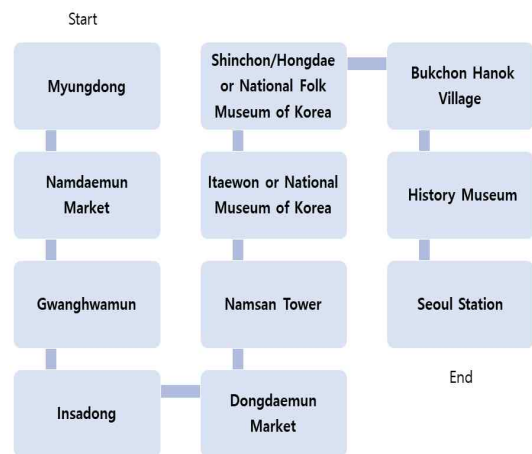 Start
Myungdong
Namdaemun
Market
Gwanghwamun
Insadong
Dongdaemun
Market
Namsan Tower
Itaewon or National
Museum of Korea
Shinchon/Hongdae
or National Folk
Museum of Korea
Bukchon Hanok
Village
History Museum
Seoul Station
End